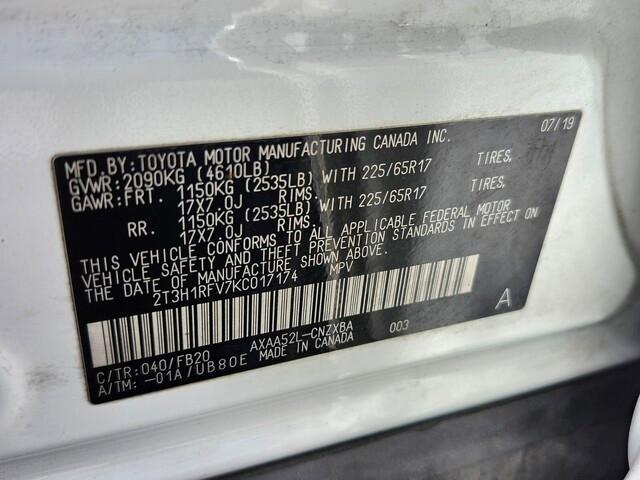 MFD.BY:TOYOTA MOTOR MANUFACTURING CANADA INC. 07/19
GVWR:2090KG (4610LB)
GAWR:FRT. 1150KG (2535LB) WITH 225/65R17 TIRES,
17X7.0J RIMS.
RR. 1150KG (2535LB) WITH 225/65R17 TIRES,
17X7.0J RIMS.
THIS VEHICLE CONFORMS TO ALL APPLICABLE FEDERAL MOTOR
VEHICLE SAFETY AND THEFT PREVENTION STANDARDS IN EFFECT ON
THE DATE OF MANUFACTURE SHOWN ABOVE.
2T3H1RFV7KC017174 MPV
A
C/TR:040/FB20 AXAA52L-CNZXBA 003
A/TM:-01A/UB80E MADE IN CANADA